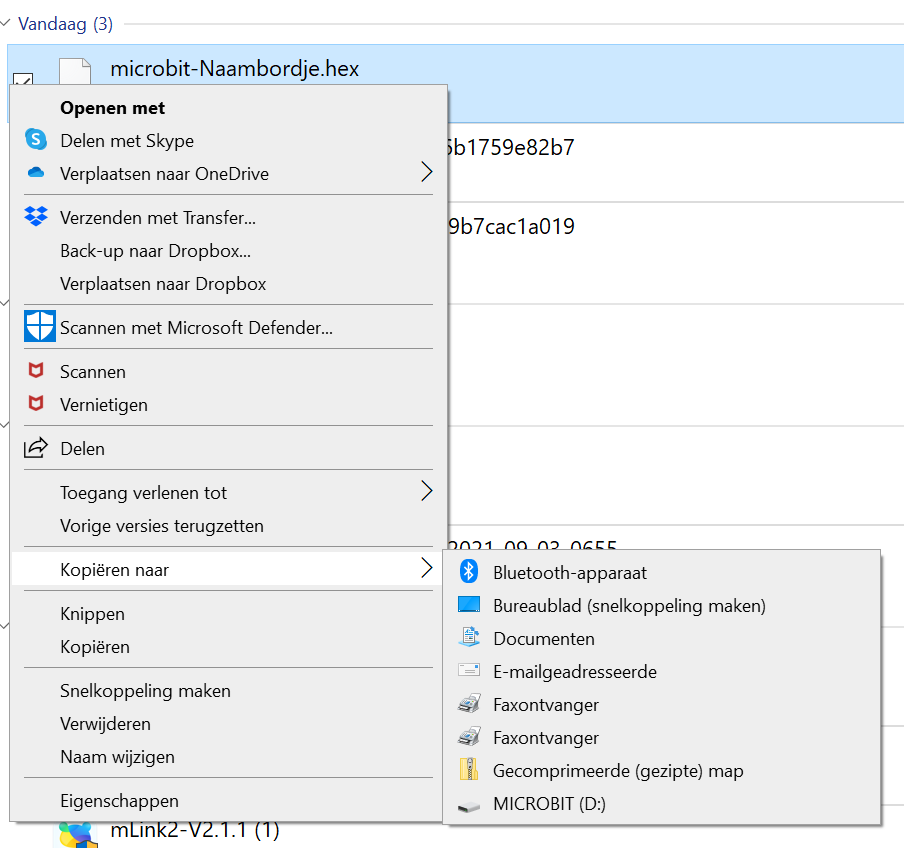 Vandaag (3)
microbit-Naambordje.hex
Openen met
Delen met Skype
Verplaatsen naar OneDrive
Verzenden met Transfer...
Back-up naar Dropbox...
Verplaatsen naar Dropbox
Scannen met Microsoft Defender...
Scannen
Vernietigen
Delen
Toegang verlenen tot
Vorige versies terugzetten
Kopiëren naar
Knippen
Kopiëren
Snelkoppeling maken
Verwijderen
Naam wijzigen
Eigenschappen
b1759e82b7
9b7cac1a019
2021-09-03-0655
Bluetooth-apparaat
Bureaublad (snelkoppeling maken)
Documenten
E-mailgeadresseerde
Faxontvanger
Faxontvanger
Gecomprimeerde (gezipte) map
MICROBIT (D:)
mLink2-V2.1.1 (1)